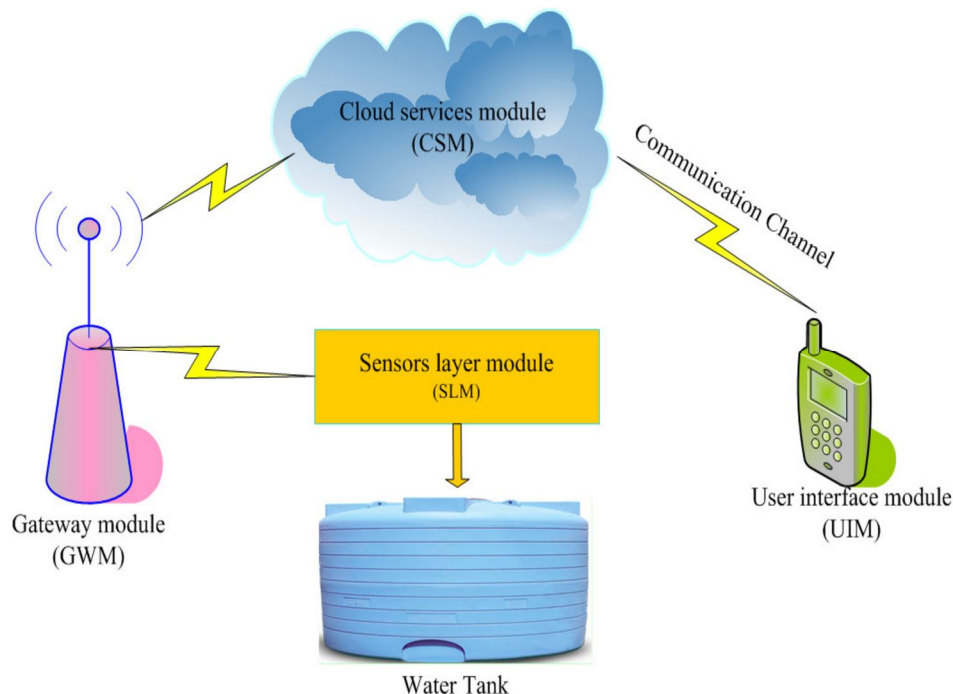 Cloud services module
(CSM)
Communication Channel
Sensors layer module
(SLM)
Gateway module
(GWM)
User interface module
(UIM)
Water Tank